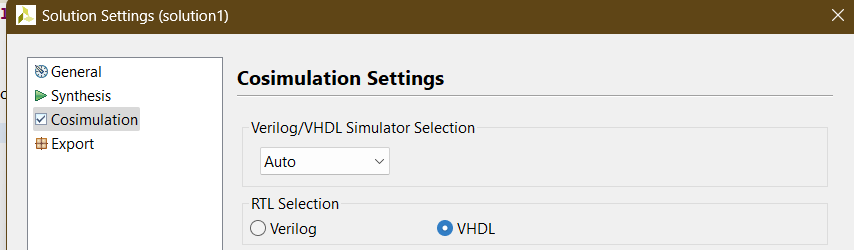 Solution Settings (solution1)
General
Synthesis
Cosimulation
Export
Cosimulation Settings
Verilog/VHDL Simulator Selection
Auto
RTL Selection
Verilog VHDL